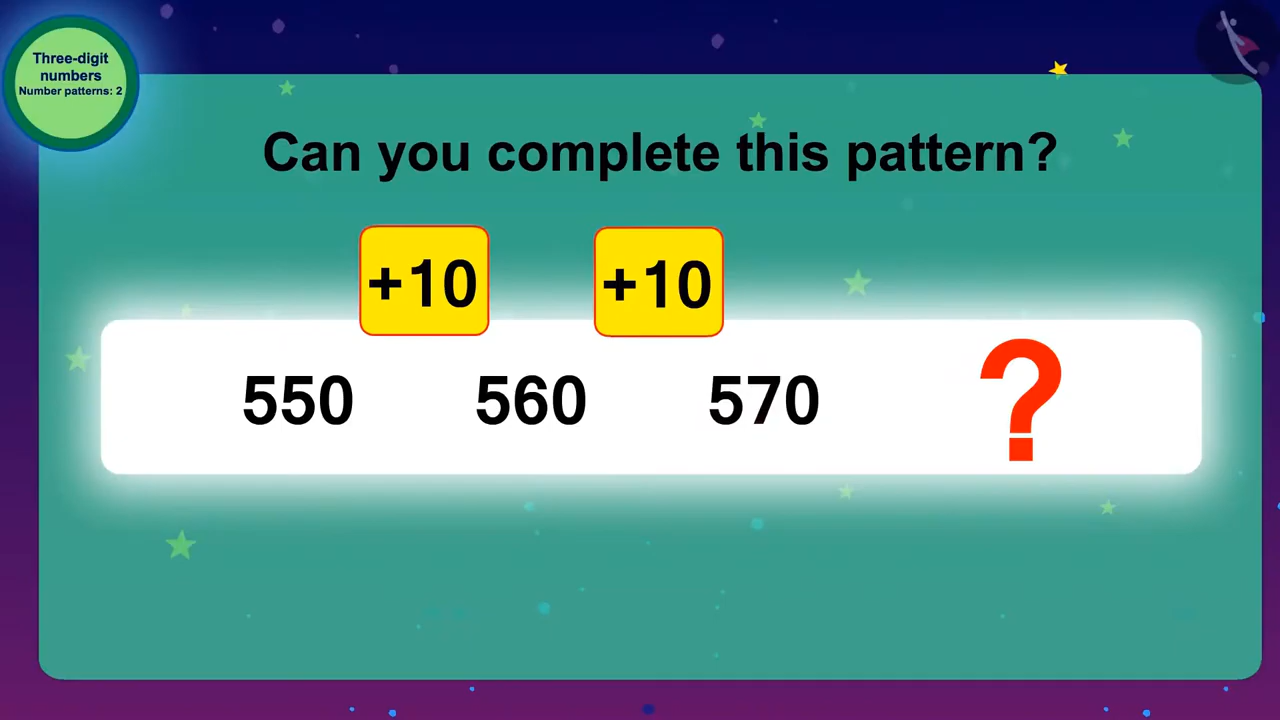 Three-digit
numbers
Number patterns: 2
Can you complete this pattern?
+10 +10
550 560 570 ?